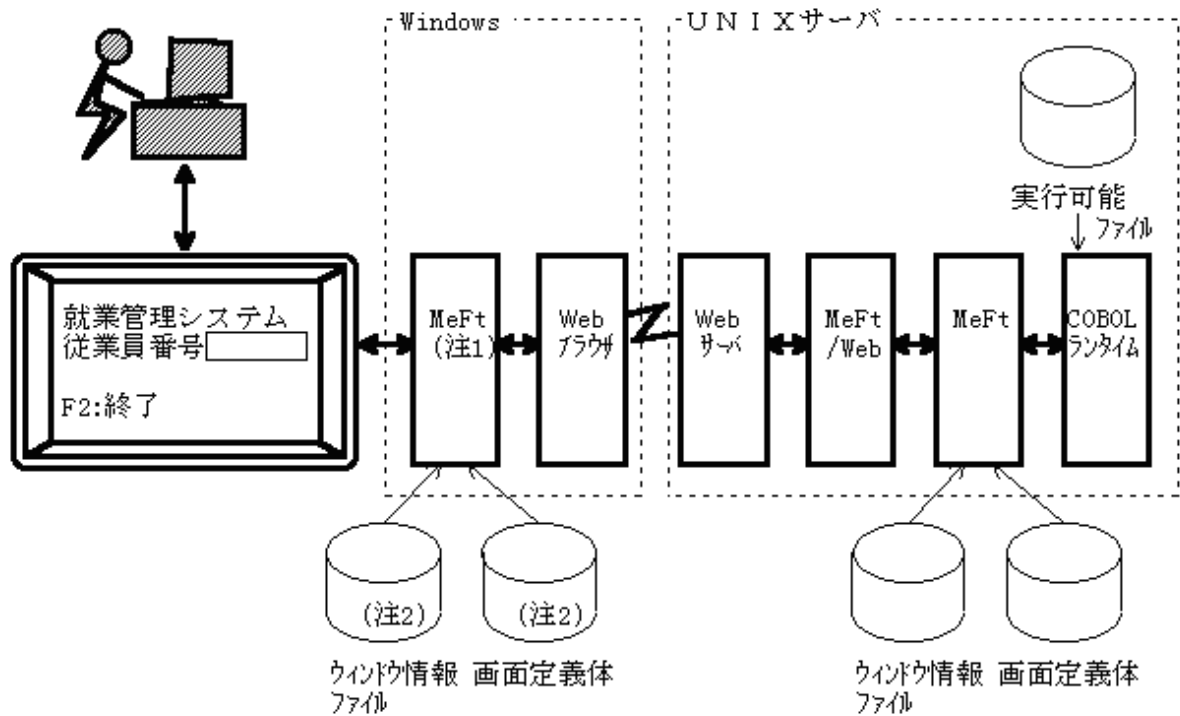 Windows
ＵＮＩＸサーバ
実行可能
ﾌｧｲﾙ
就業管理システム
従業員番号
F2:終了
MeFt
(注1)
Web
ﾌﾞﾗｳｻﾞ
Web
ｻｰﾊﾞ
MeFt
/Web
MeFt
COBOL
ﾗﾝﾀｲﾑ
(注2)
(注2)
ｳｨﾝﾄﾞｳ情報
ﾌｧｲﾙ
画面定義体
ｳｨﾝﾄﾞｳ情報
ﾌｧｲﾙ
画面定義体